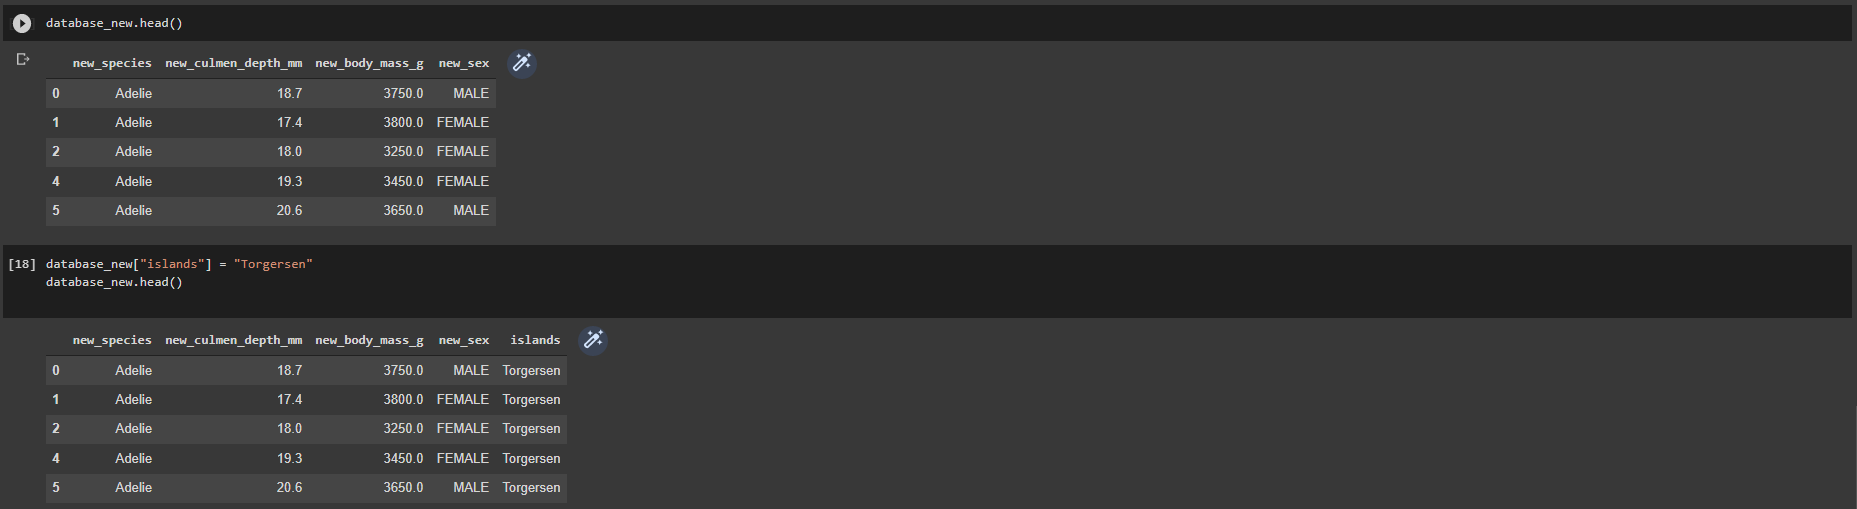 database_new.head()
new_species new_culmen_depth_mm new_body_mass_g new_sex
0 Adelie 18.7 3750.0 MALE
1 Adelie 17.4 3800.0 FEMALE
2 Adelie 18.0 3250.0 FEMALE
4 Adelie 19.3 3450.0 FEMALE
5 Adelie 20.6 3650.0 MALE
[18] database_new["islands"] = "Torgersen"
database_new.head()
new_species new_culmen_depth_mm new_body_mass_g new_sex islands
0 Adelie 18.7 3750.0 MALE Torgersen
1 Adelie 17.4 3800.0 FEMALE Torgersen
2 Adelie 18.0 3250.0 FEMALE Torgersen
4 Adelie 19.3 3450.0 FEMALE Torgersen
5 Adelie 20.6 3650.0 MALE Torgersen